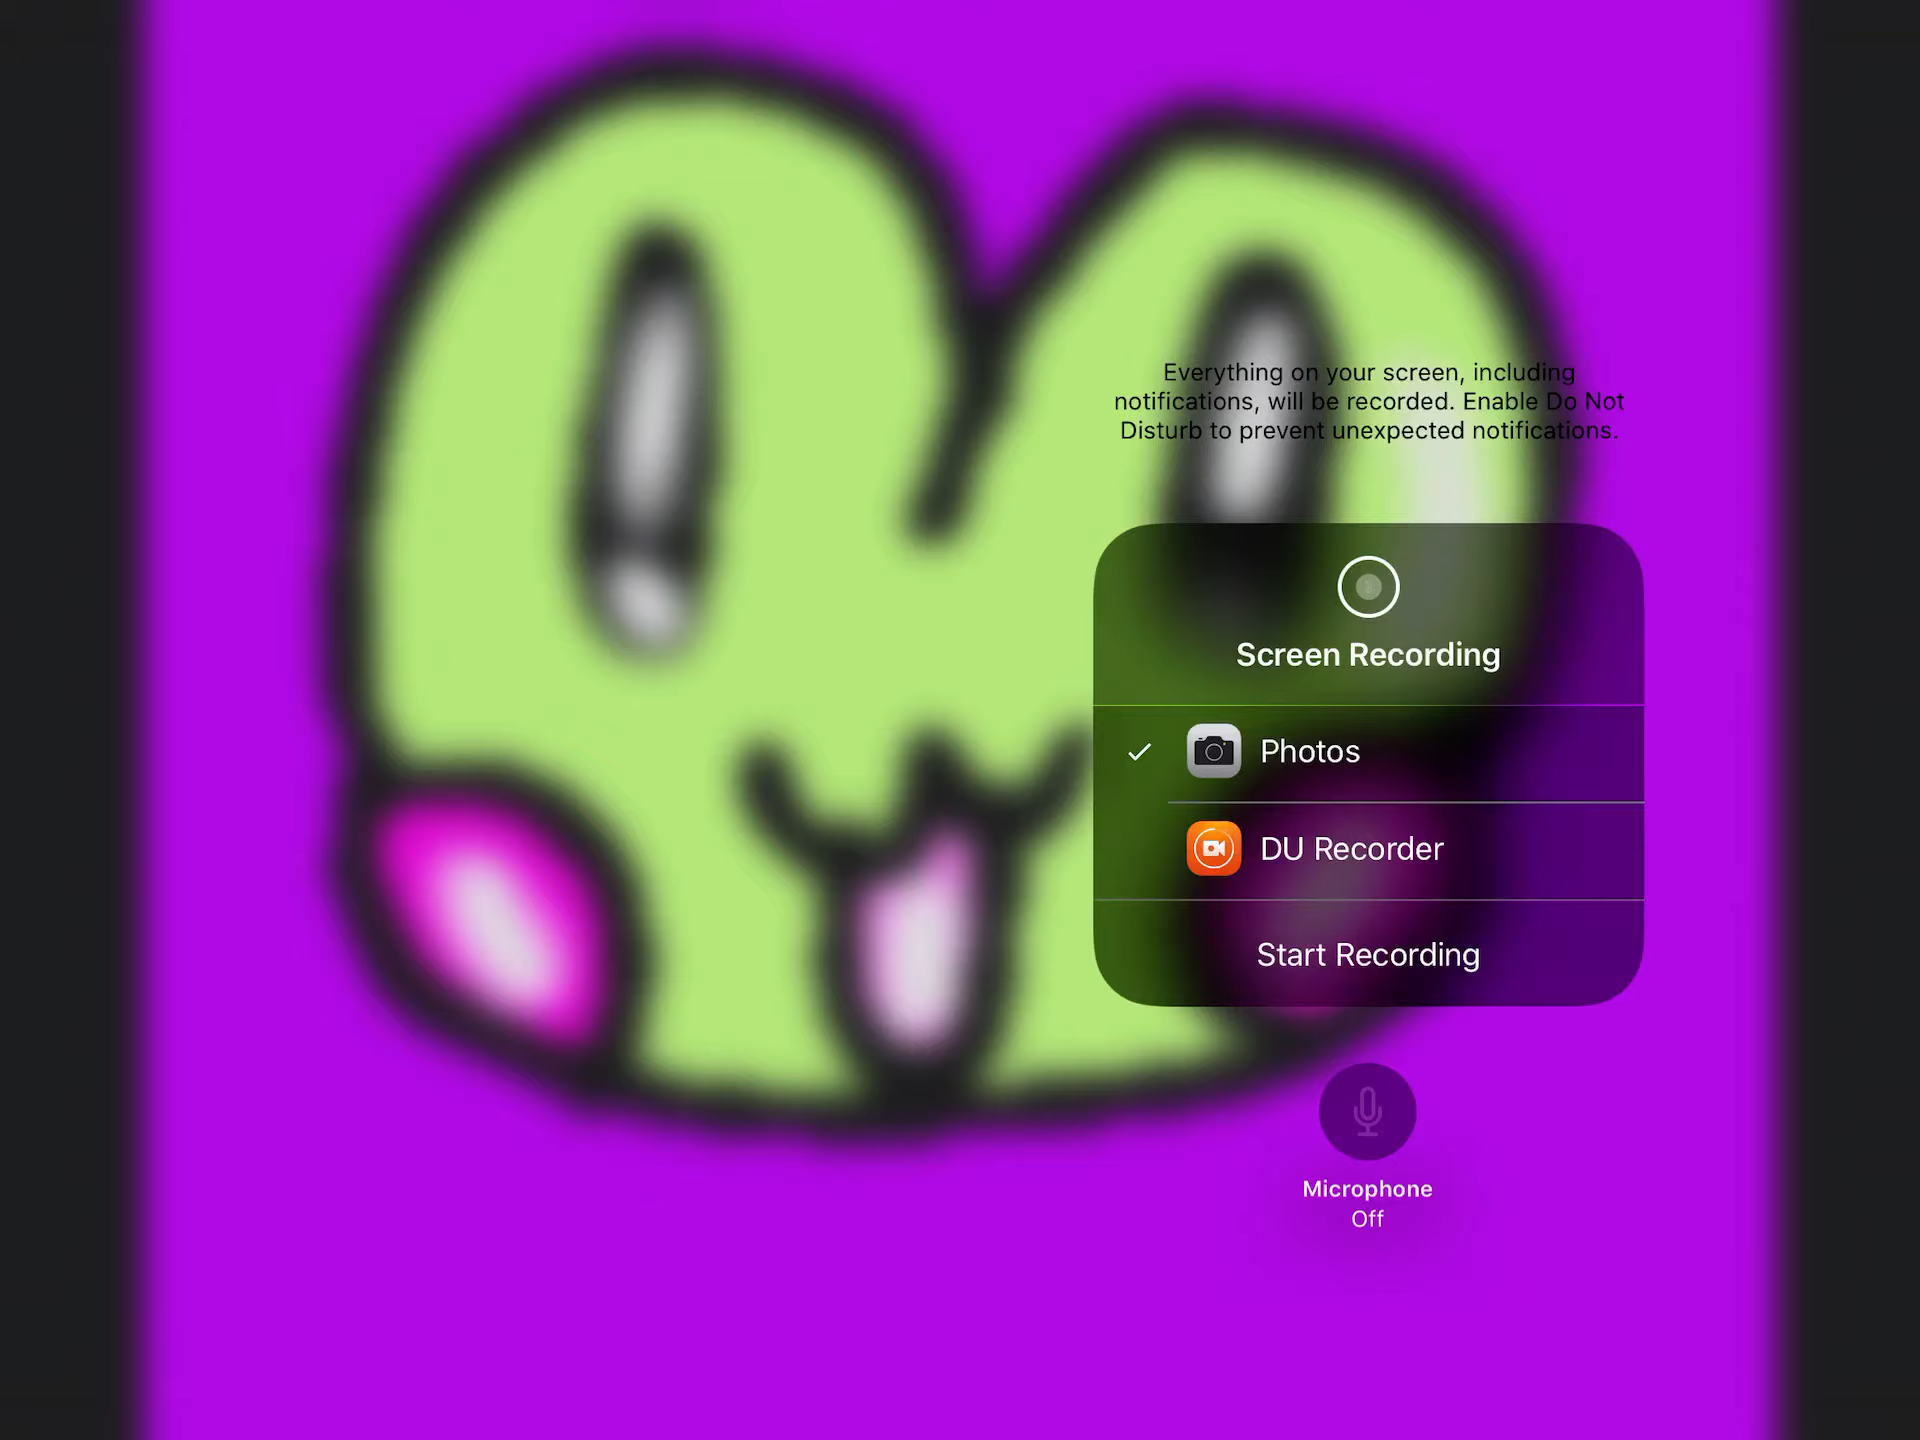 Everything on your screen, including
notifications, will be recorded. Enable Do Not
Disturb to prevent unexpected notifications.
Screen Recording
Photos
DU Recorder
Start Recording
Microphone
Off